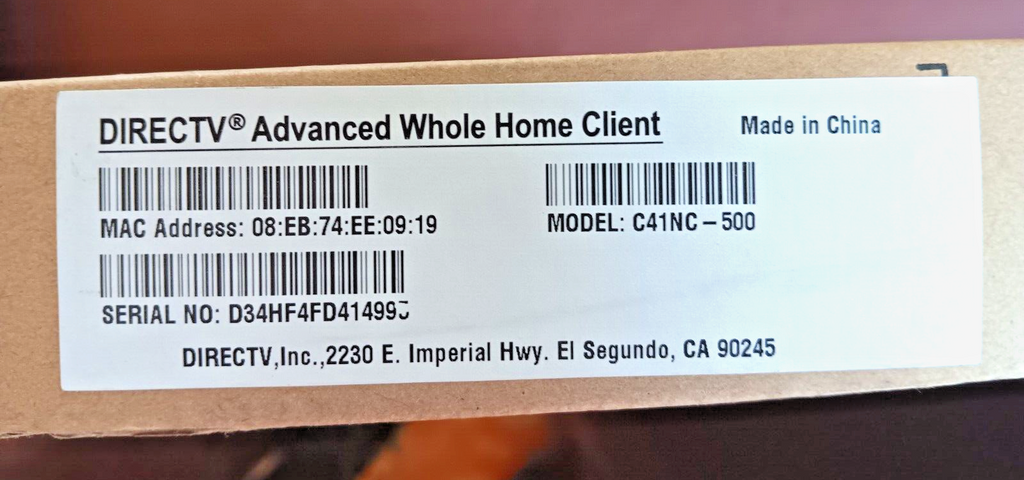 DIRECTV® Advanced Whole Home Client
Made in China
MAC Address: 08:EB:74:EE:09:19
MODEL: C41NC-500
SERIAL NO:
DIRECTV,Inc.,2230 E. Imperial Hwy. El Segundo, CA 90245